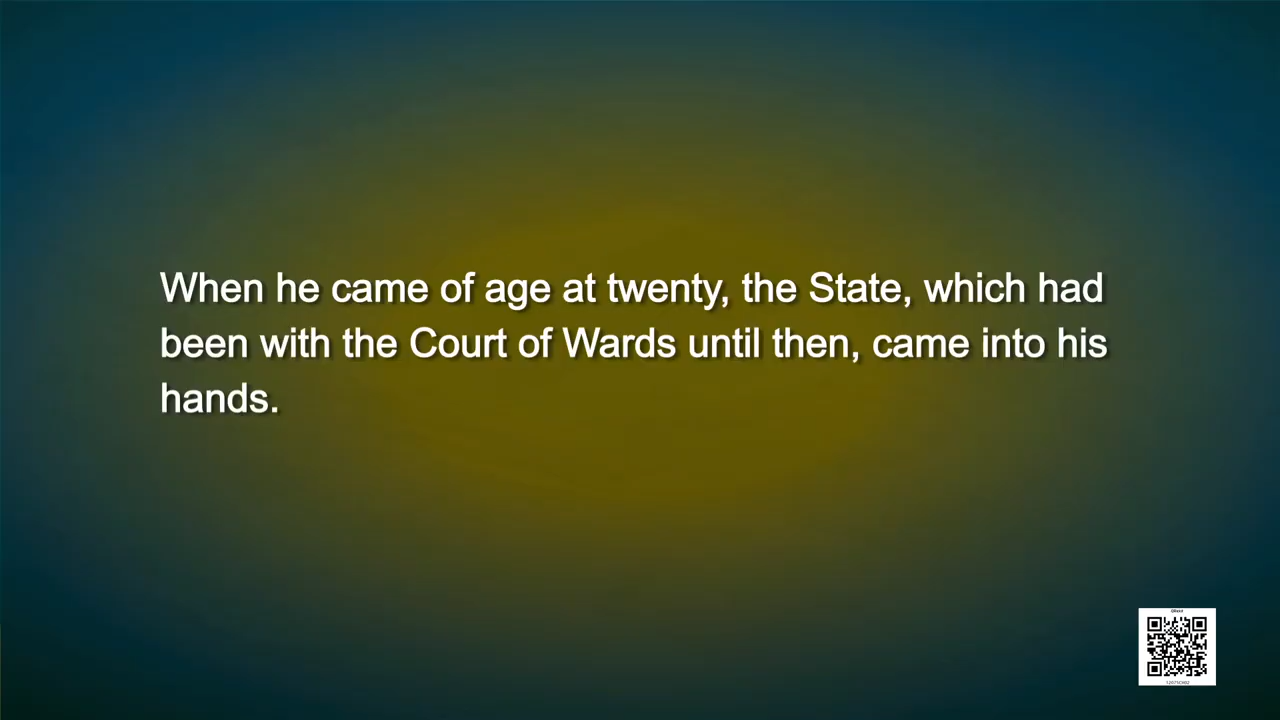 When he came of age at twenty, the State, which had
been with the Court of Wards until then, came into his
hands.